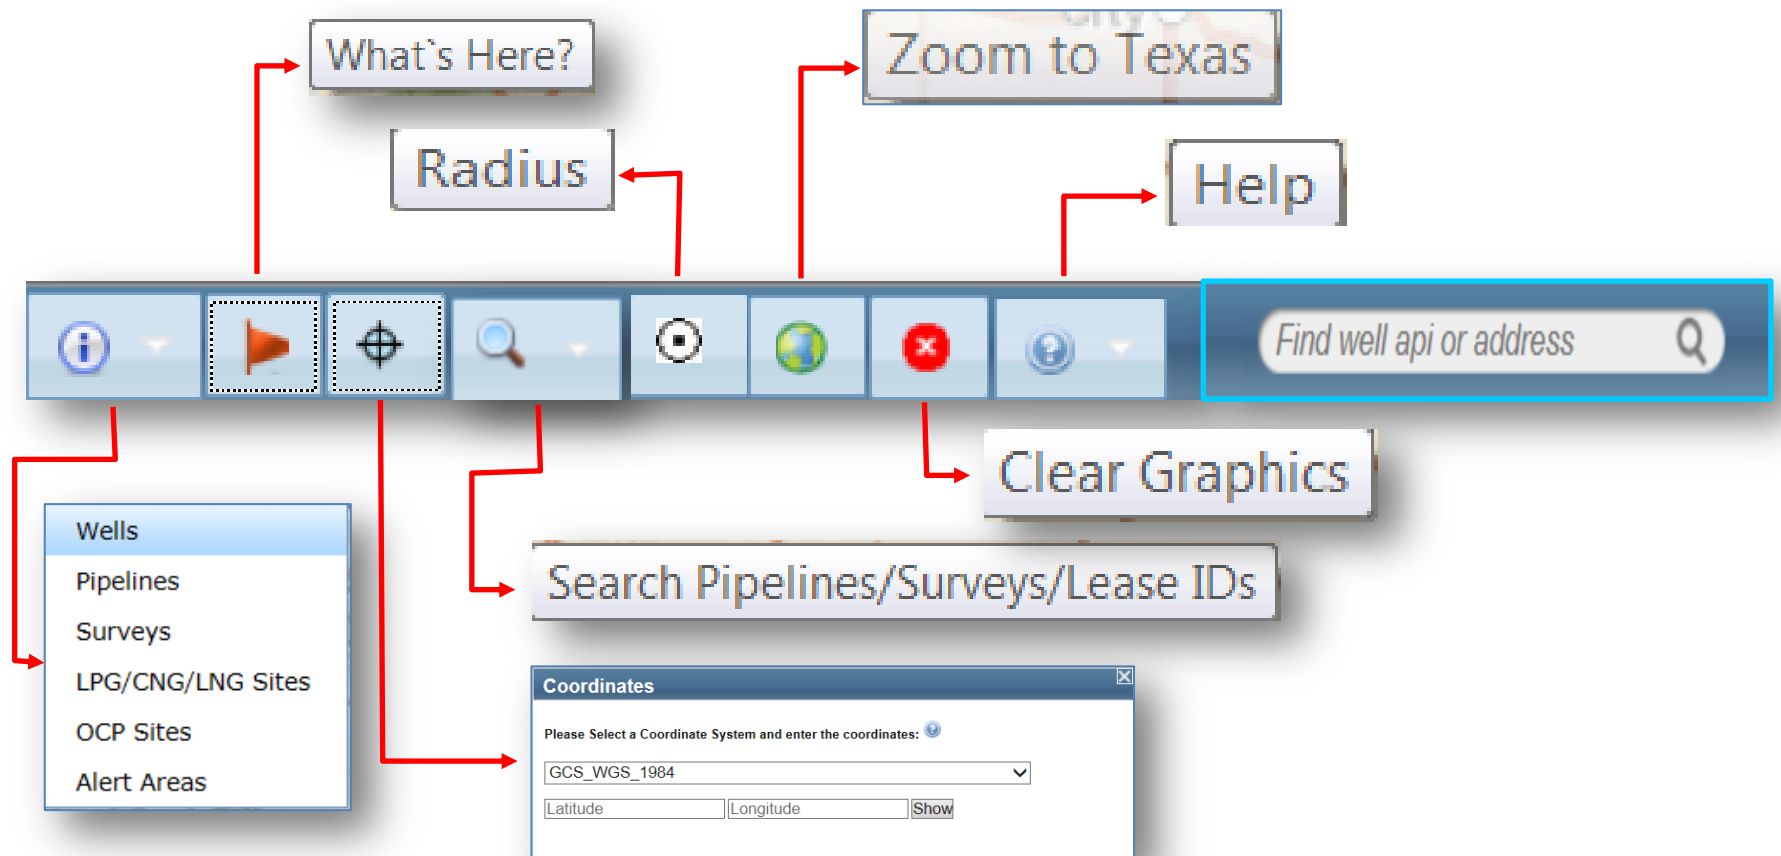 What`s Here?
Zoom to Texas
Radius
Help
Find well api or address
Clear Graphics
Wells
Pipelines
Surveys
LPG/CNG/LNG Sites
OCP Sites
Alert Areas
Search Pipelines/Surveys/Lease IDs
Coordinates
Please Select a Coordinate System and enter the coordinates:
GCS_WGS_1984
Latitude Longitude Show